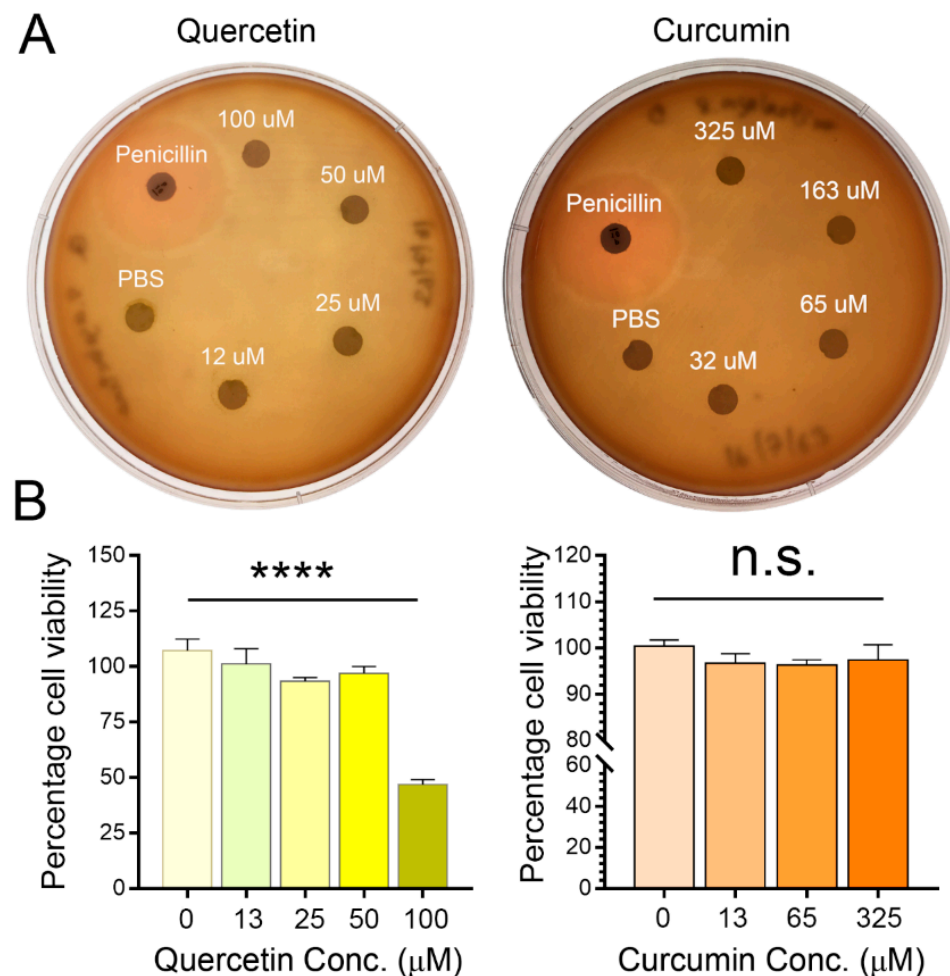 A
Quercetin
Curcumin
100 uM
Penicillin
50 uM
PBS
25 uM
12 uM
325 uM
163 uM
Penicillin
PBS
65 uM
32 uM
B
Percentage cell viability
150
125
100
75
50
25
0
****
0 13 25 50 100
Quercetin Conc. (μM)
Percentage cell viability
120
110
100
90
80
60
40
20
0
n.s.
0 13 65 325
Curcumin Conc. (μM)